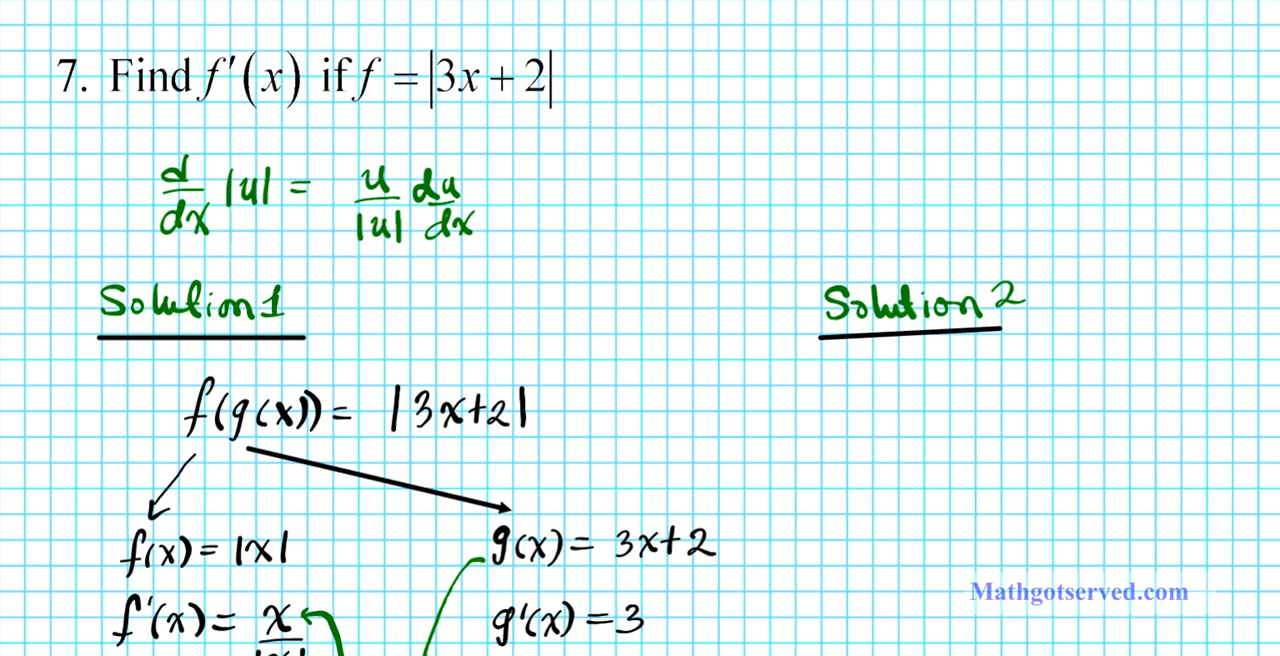 7. Find f'(x) if f = |3x + 2|
d/dx |u| = u/|u| du/dx
Solution 1
Solution 2
f(g(x)) = |3x+2|
f(x) = |x|
g(x) = 3x+2
f'(x) = x/|x|
g'(x) = 3
Mathgotserved.com